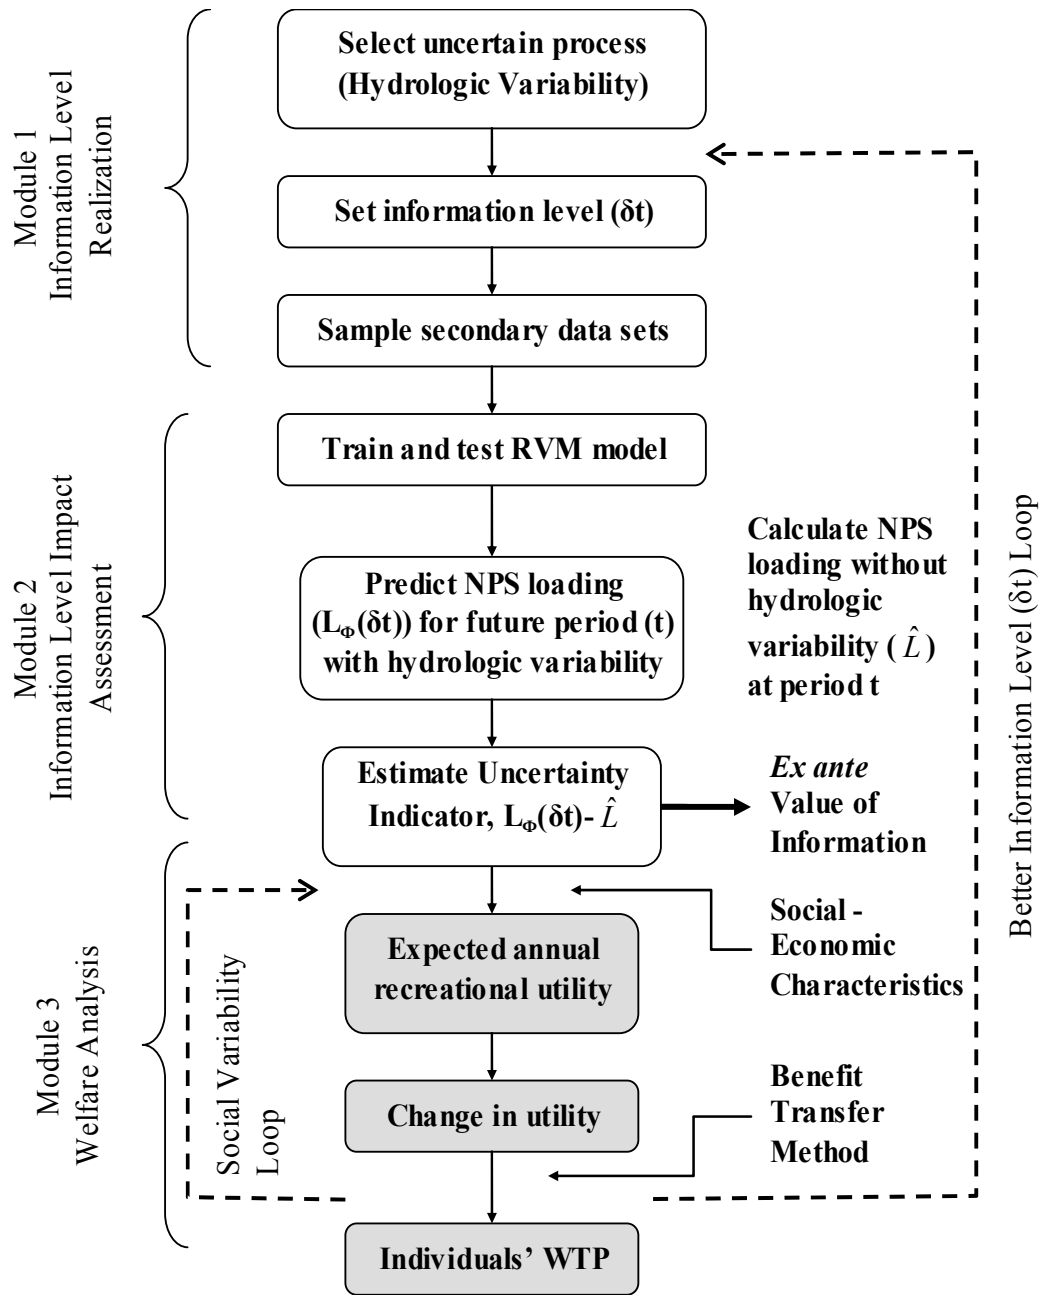 Module 1
Information Level
Realization
Select uncertain process
(Hydrologic Variability)
Set information level (δt)
Sample secondary data sets
Module 2
Information Level Impact
Assessment
Train and test RVM model
Predict NPS loading
(L_Φ(δt)) for future period (t)
with hydrologic variability
Calculate NPS
loading without
hydrologic
variability (L̂)
at period t
Estimate Uncertainty
Indicator, L_Φ(δt)- L̂
Ex ante
Value of
Information
Better Information Level (δt) Loop
Module 3
Welfare Analysis
Social Variability
Loop
Expected annual
recreational utility
Social -
Economic
Characteristics
Change in utility
Benefit
Transfer
Method
Individuals’ WTP